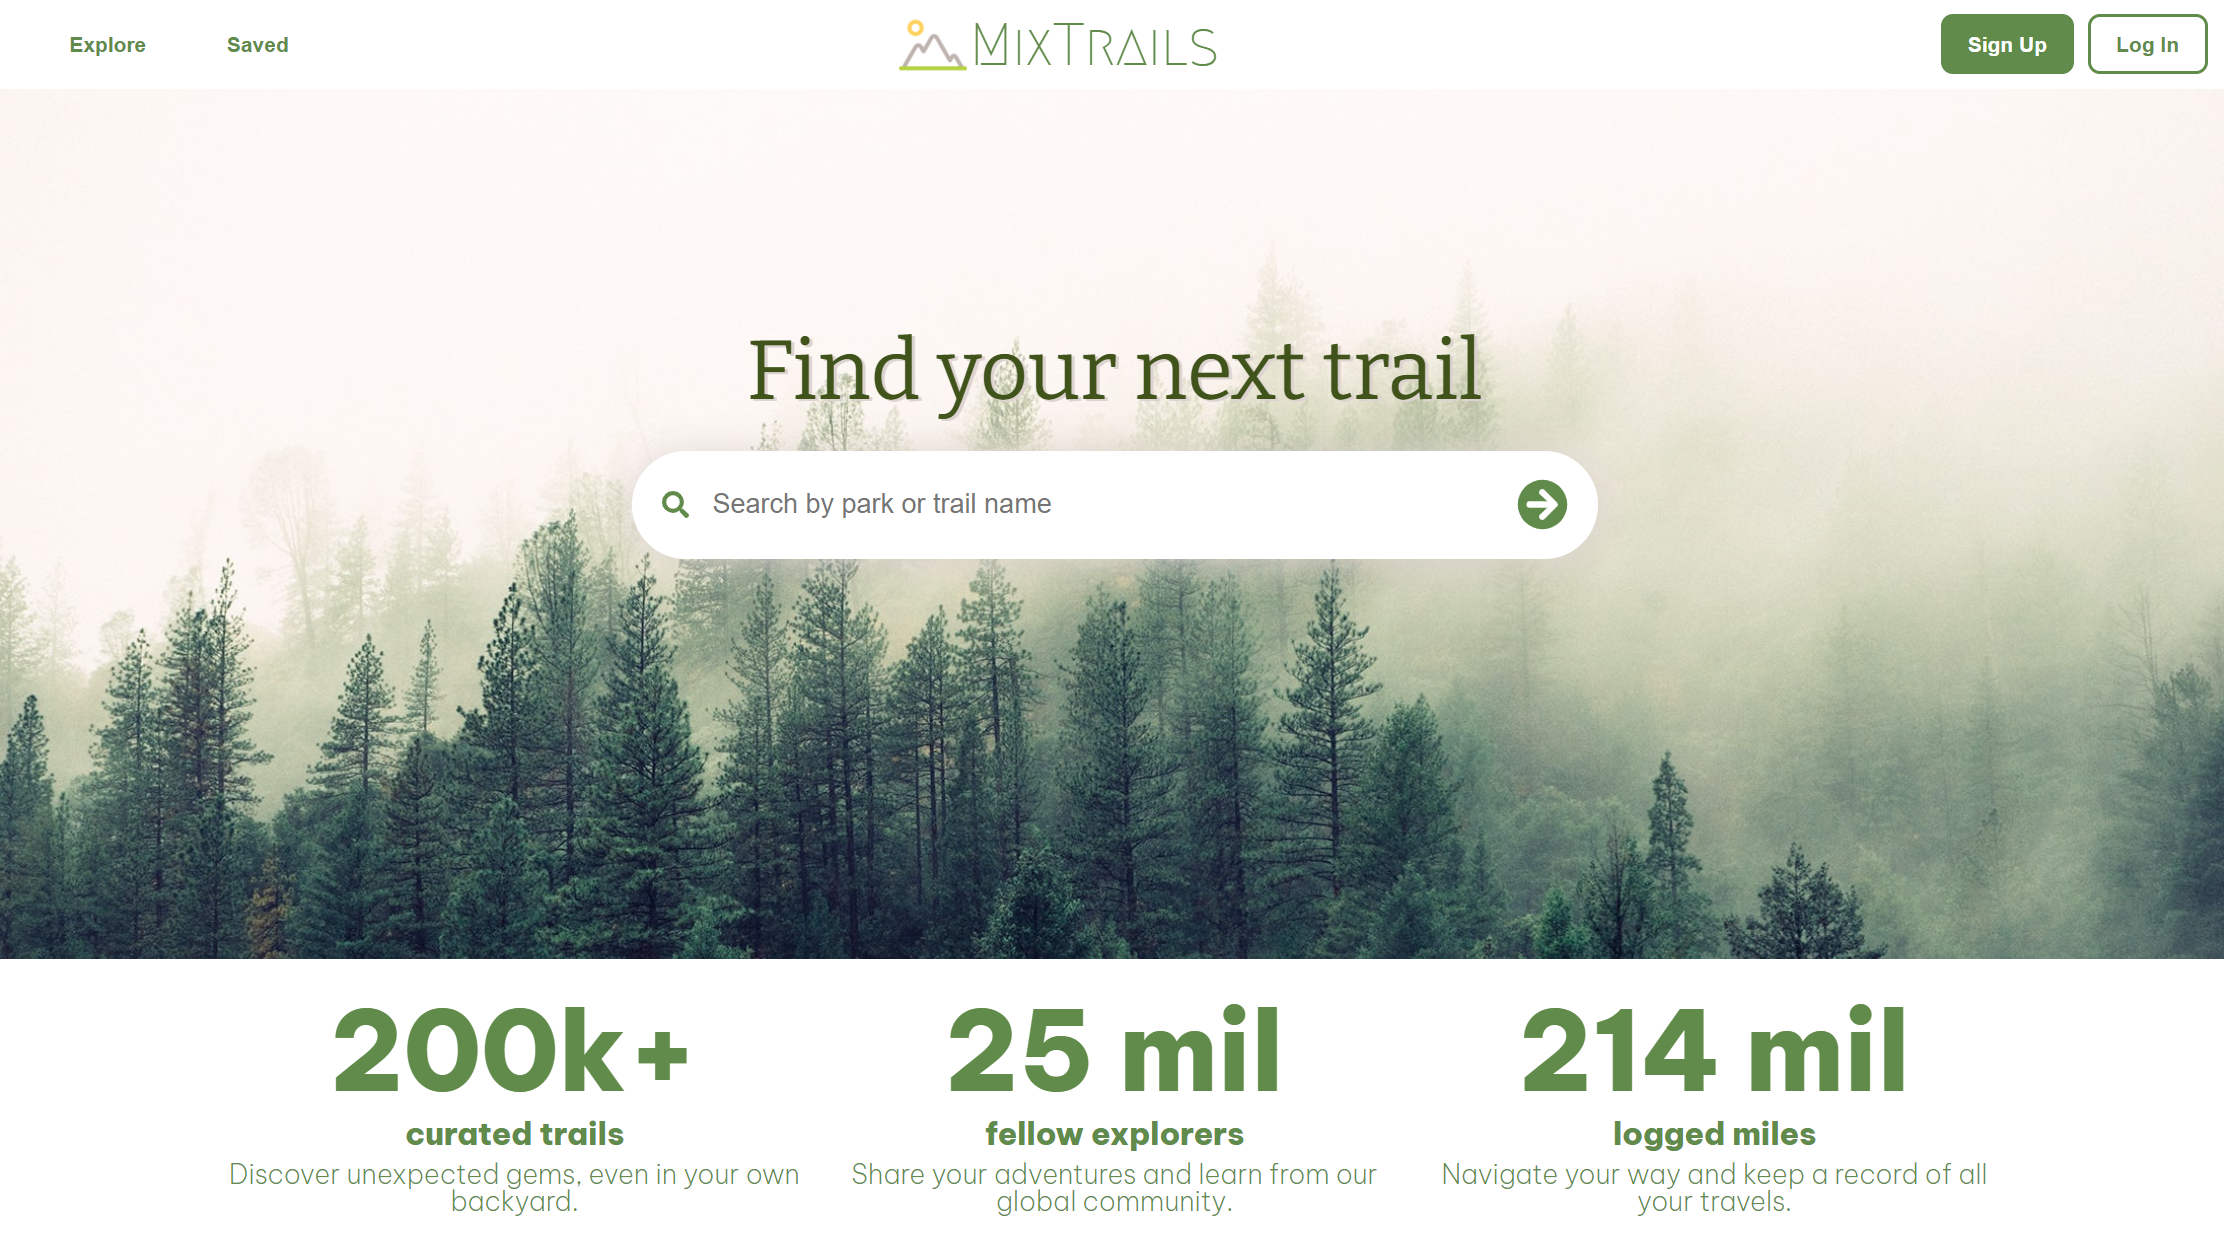 Explore
Saved
MixTrails
Sign Up
Log In
Find your next trail
Search by park or trail name
200k+
25 mil
214 mil
curated trails
fellow explorers
logged miles
Discover unexpected gems, even in your own
backyard.
Share your adventures and learn from our
global community.
Navigate your way and keep a record of all
your travels.